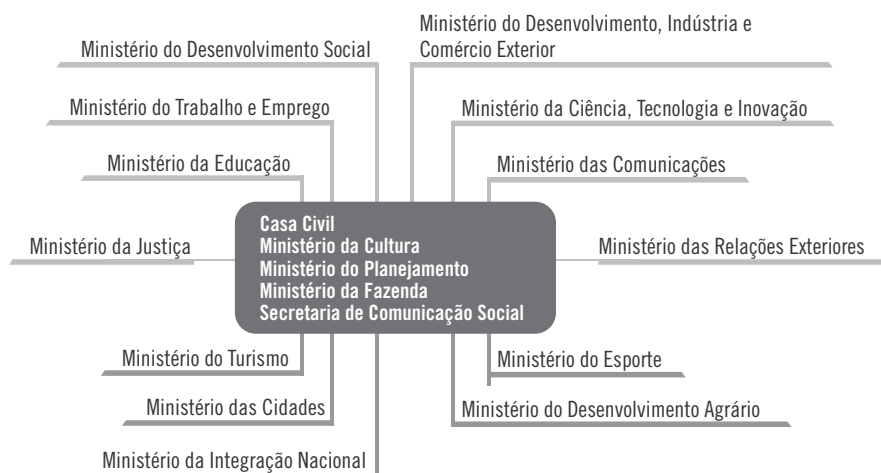 Ministério do Desenvolvimento, Indústria e
Comércio Exterior
Ministério do Desenvolvimento Social
Ministério do Trabalho e Emprego
Ministério da Ciência, Tecnologia e Inovação
Ministério da Educação
Ministério das Comunicações
Casa Civil
Ministério da Cultura
Ministério do Planejamento
Ministério da Fazenda
Secretaria de Comunicação Social
Ministério da Justiça
Ministério das Relações Exteriores
Ministério do Turismo
Ministério do Esporte
Ministério das Cidades
Ministério do Desenvolvimento Agrário
Ministério da Integração Nacional